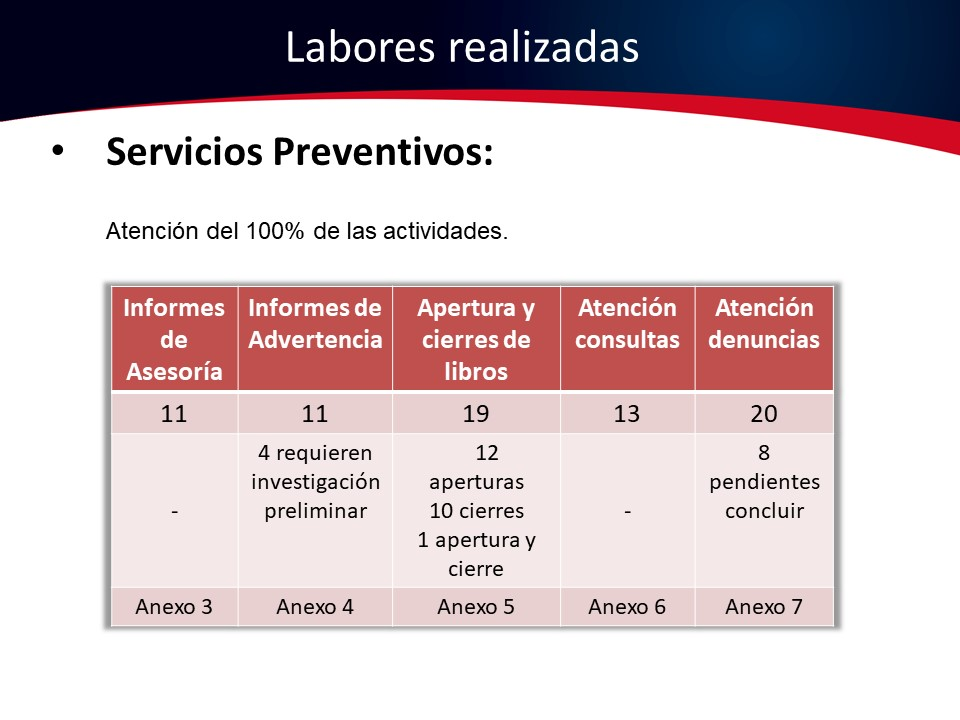 Labores realizadas
• Servicios Preventivos:
Atención del 100% de las actividades.
Informes de Asesoría | Informes de Advertencia | Apertura y cierres de libros | Atención consultas | Atención denuncias
11 | 11 | 19 | 13 | 20
- | 4 requieren investigación preliminar | 12 aperturas 10 cierres 1 apertura y cierre | - | 8 pendientes concluir
Anexo 3 | Anexo 4 | Anexo 5 | Anexo 6 | Anexo 7